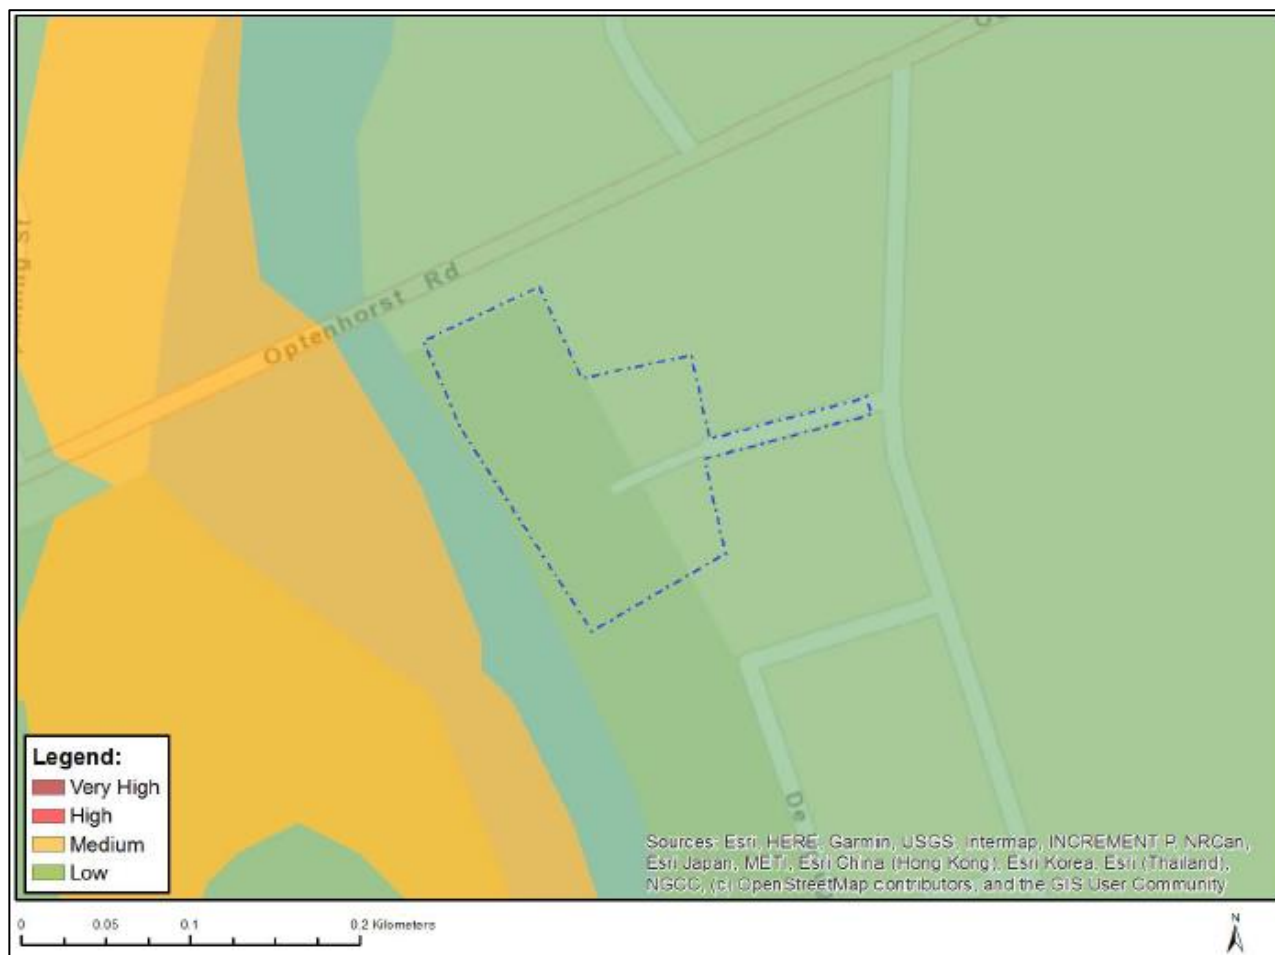 Optenhorst Rd
De
Legend:
Very High
High
Medium
Low
Sources: Esri, HERE, Garmin, USGS, Intermap, INCREMENT P, NRCan,
Esri Japan, METI, Esri China (Hong Kong), Esri Korea, Esri (Thailand),
NGCC, (c) OpenStreetMap contributors, and the GIS User Community
0 0.05 0.1 0.2 Kilometers
N